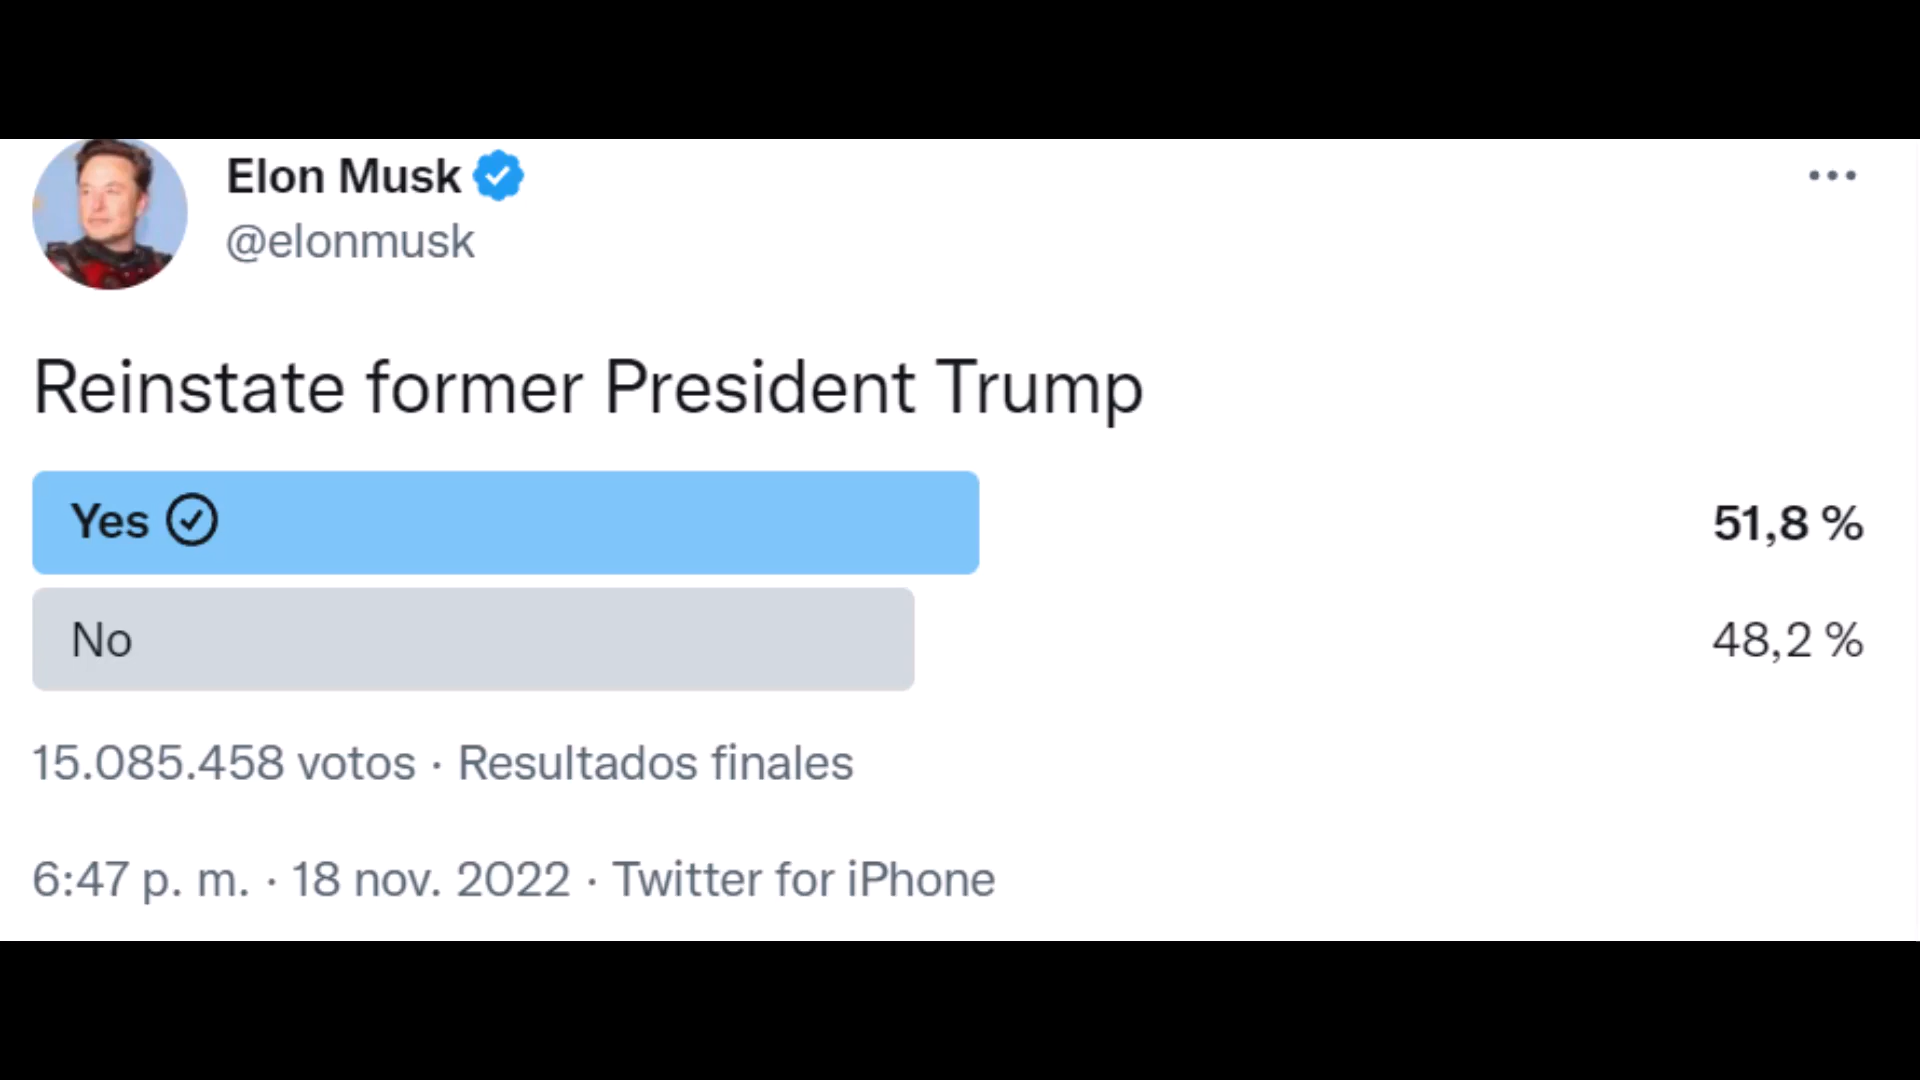 Elon Musk
@elonmusk
Reinstate former President Trump
Yes 51,8 %
No 48,2 %
15.085.458 votos · Resultados finales
6:47 p. m. · 18 nov. 2022 · Twitter for iPhone